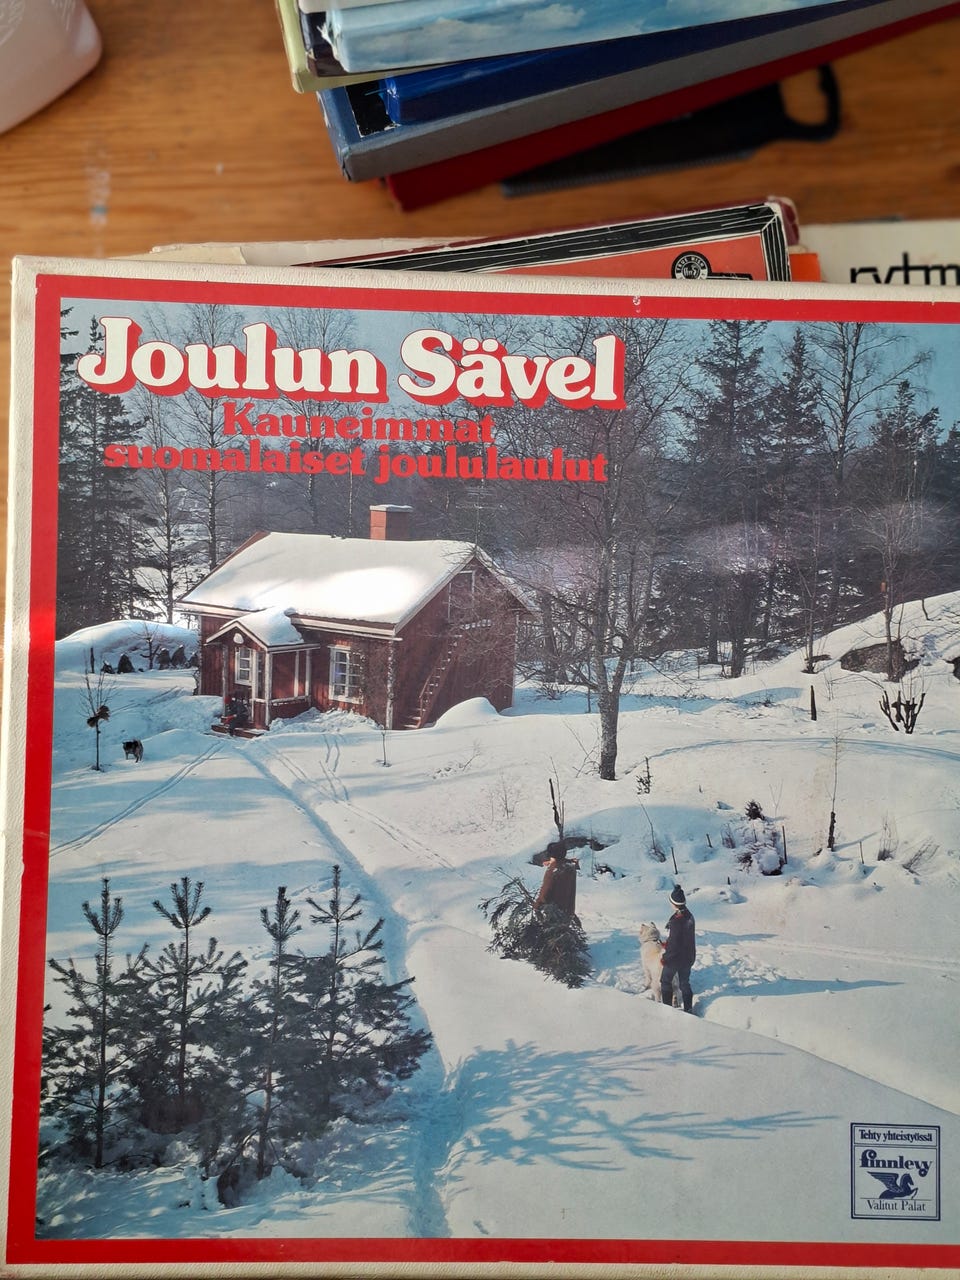 rytm
Joulun Sävel
Kauneimmat
suomalaiset joululaulut
Tehty yhteistyössä
finnlevy
Valitut Palat